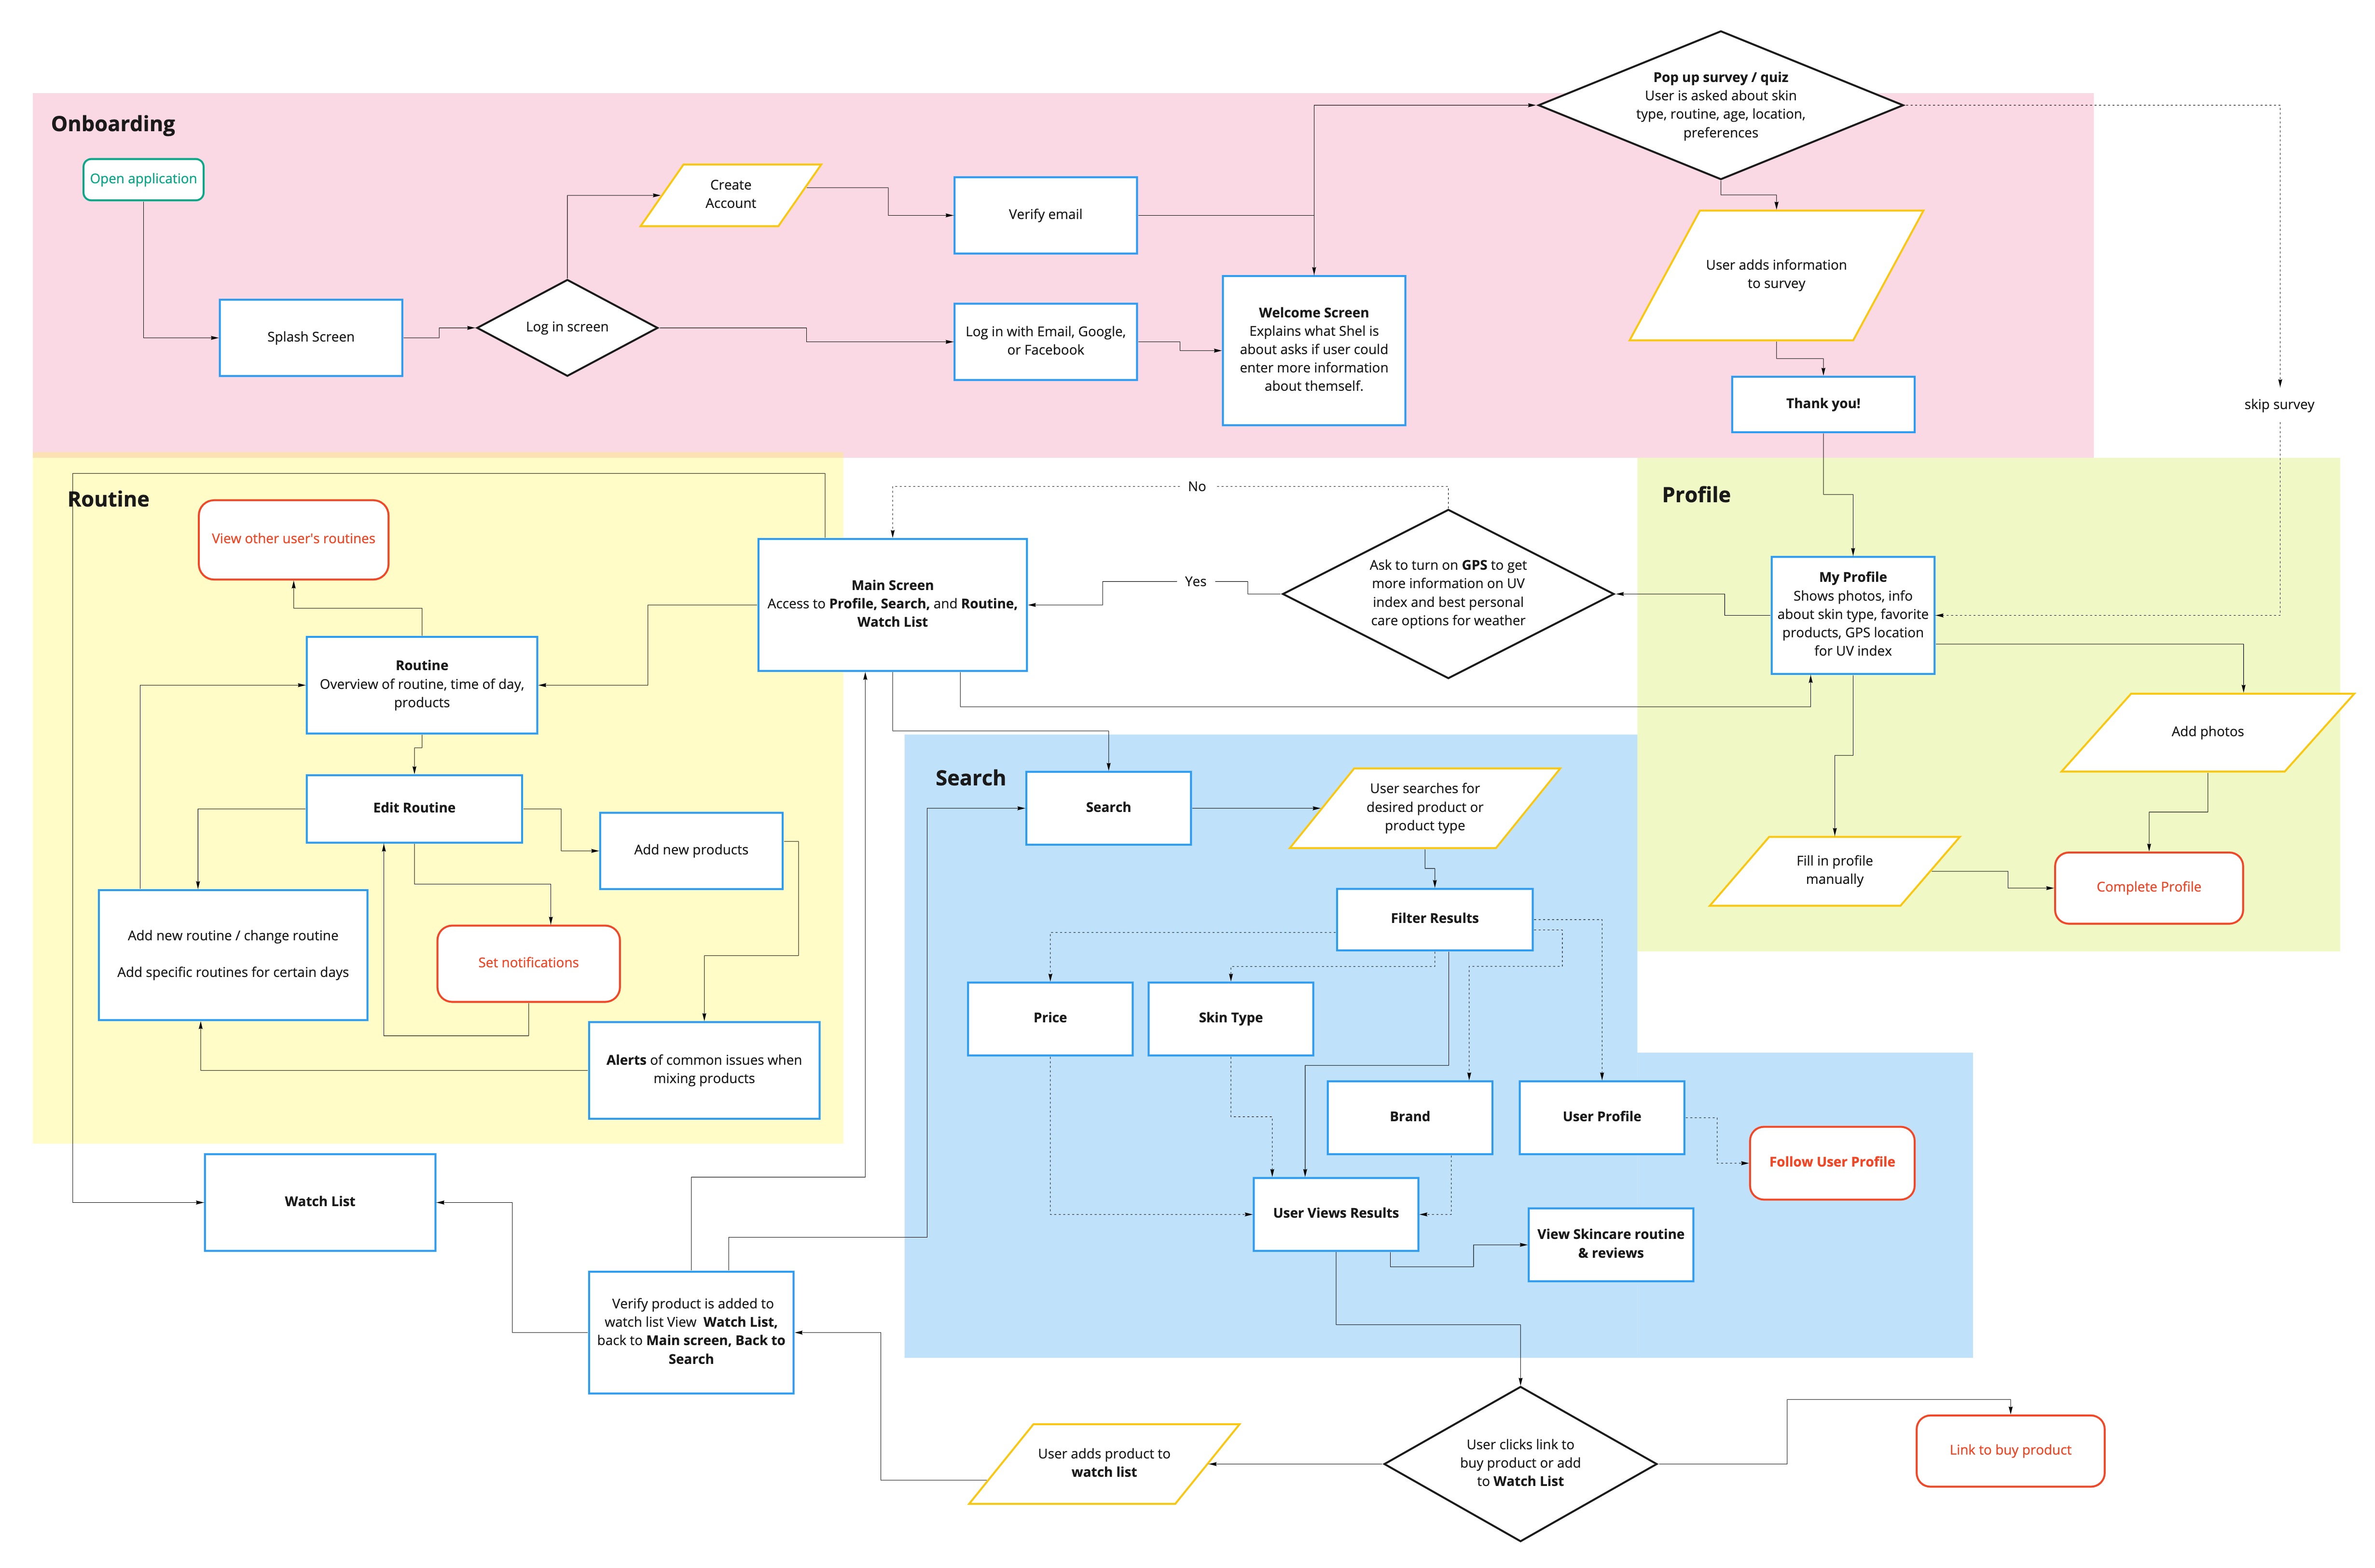 Onboarding
Open application
Splash Screen
Log in screen
Create
Account
Verify email
Log in with Email, Google,
or Facebook
Welcome Screen
Explains what Shel is
about asks if user could
enter more information
about themself.
Pop up survey / quiz
User is asked about skin
type, routine, age, location,
preferences
User adds information
to survey
Thank you!
skip survey
Routine
View other user's routines
Routine
Overview of routine, time of day,
products
Edit Routine
Add new products
Add new routine / change routine
Add specific routines for certain days
Set notifications
Alerts of common issues when
mixing products
Main Screen
Access to Profile, Search, and Routine,
Watch List
No
Yes
Ask to turn on GPS to get
more information on UV
index and best personal
care options for weather
Profile
My Profile
Shows photos, info
about skin type, favorite
products, GPS location
for UV index
Add photos
Fill in profile
manually
Complete Profile
Search
Search
User searches for
desired product or
product type
Filter Results
Price
Skin Type
Brand
User Profile
Follow User Profile
User Views Results
View Skincare routine
& reviews
Watch List
Verify product is added to
watch list View Watch List,
back to Main screen, Back to
Search
User adds product to
watch list
User clicks link to
buy product or add
to Watch List
Link to buy product